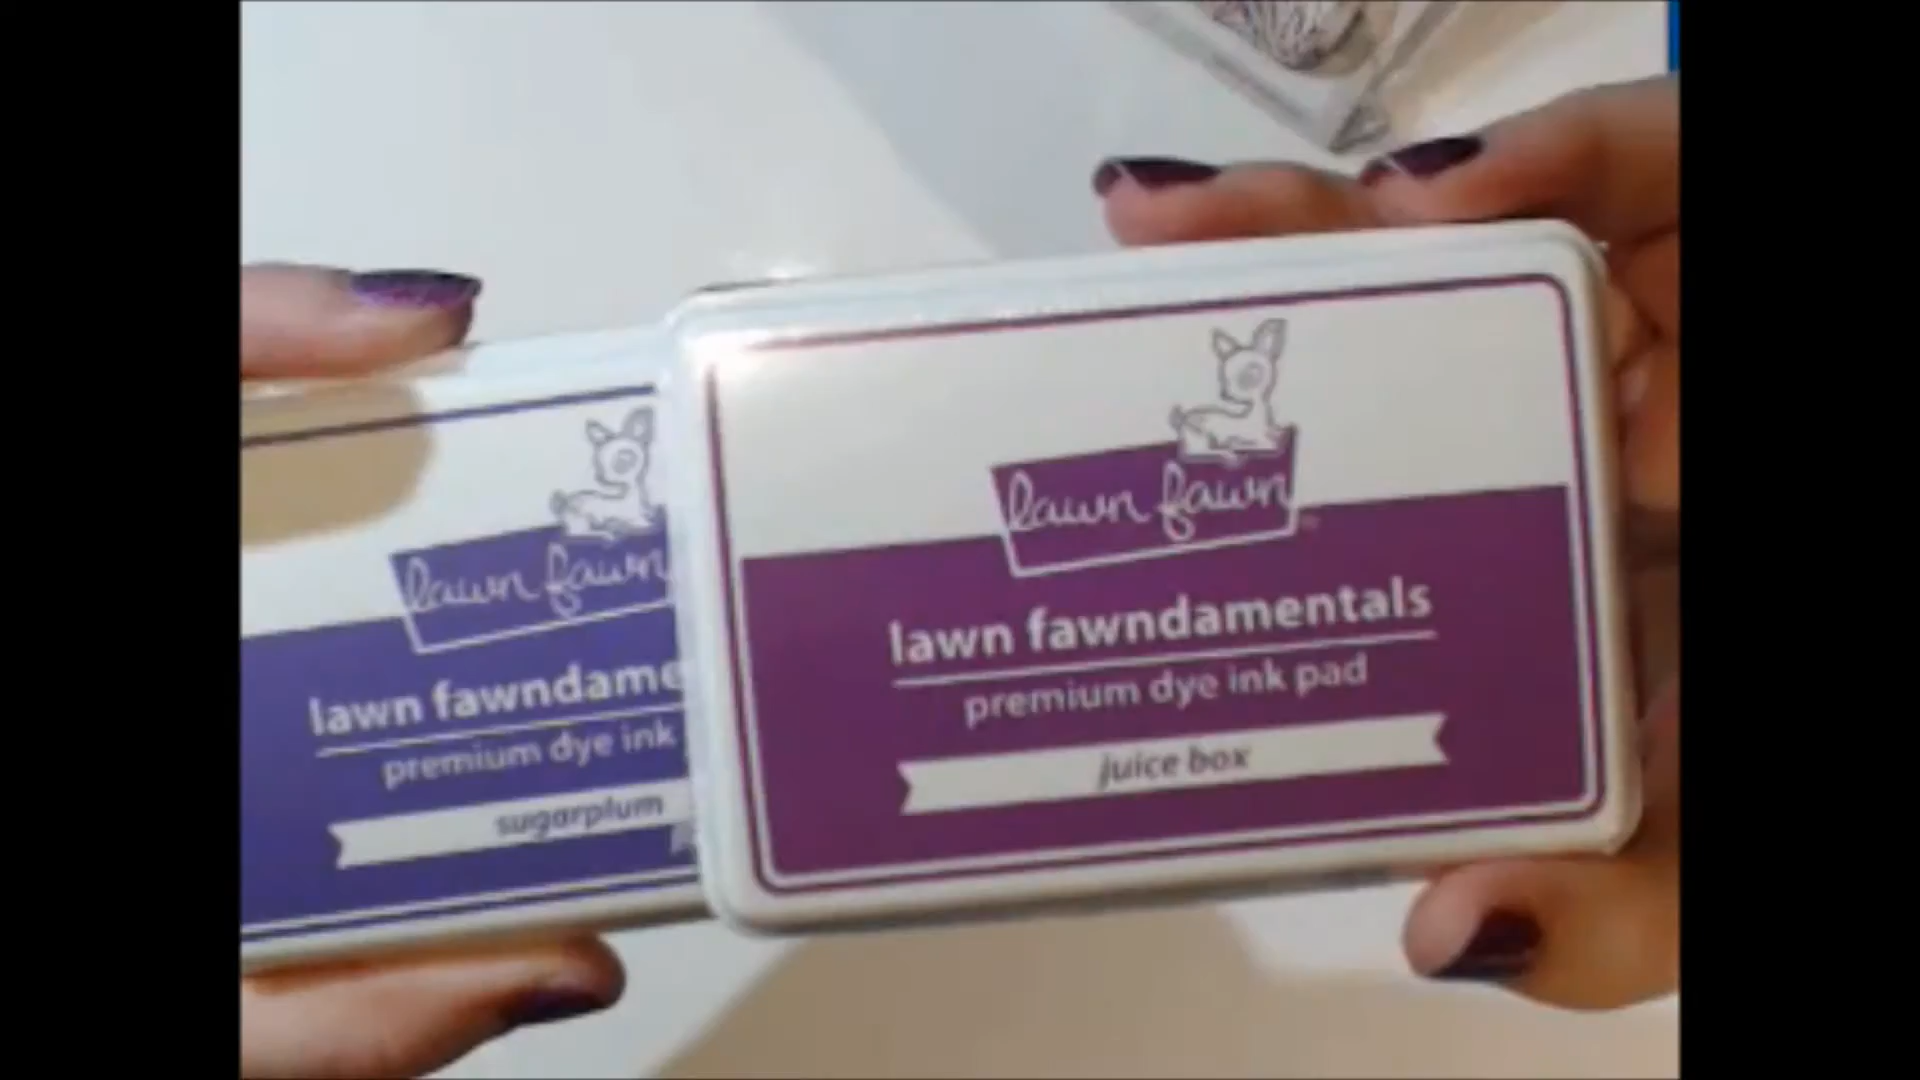 lawn fawn
lawn fawndame
premium dye ink
sugarplum
lawn fawn
lawn fawndamentals
premium dye ink pad
juice box